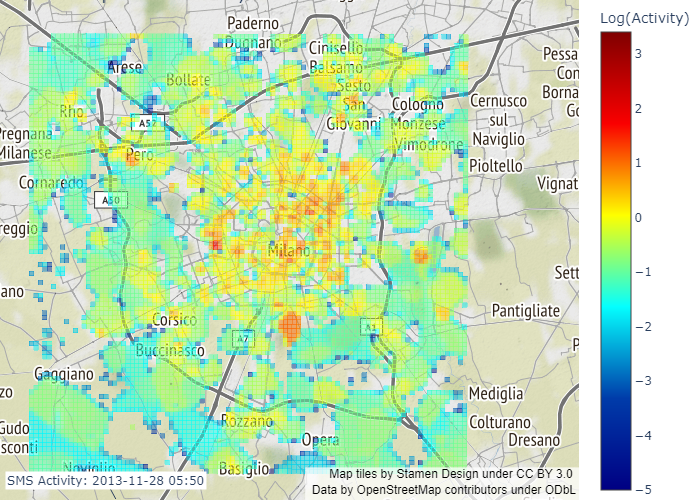 Paderno
Dugnano
Cinisello
Balsamo
Arese
Bollate
Sesto
San
Giovanni
Rho
A52
Cologno
Monzese
Vimodrone
Cernusco
sul
Naviglio
Pessa
Con
Borna
Go
Pregnana
Milanese
Pero
Pioltello
Cornaredo
A50
Vignat
reggio
Milano
Sett
ano
Pantigliate
Corsico
A7
A1
P
Buccinasco
Gaggiano
Mediglia
zo
Rozzano
Colturano
Gudo
Opera
Dresano
sconti
Noviglio
Basiglio
SMS Activity: 2013-11-28 05:50
Map tiles by Stamen Design under CC BY 3.0
Data by OpenStreetMap contributors under ODbL
Log(Activity)
3
2
1
0
−1
−2
−3
−4
−5